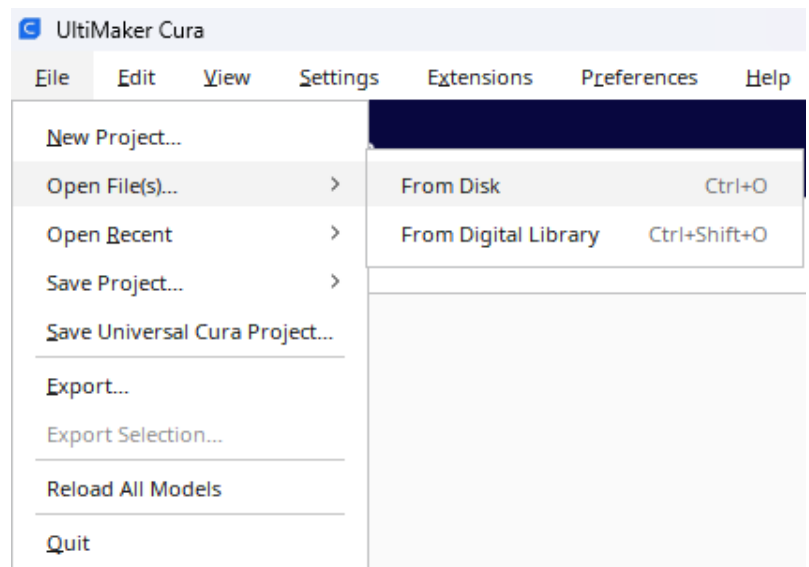 UltiMaker Cura
File Edit View Settings Extensions Preferences Help
New Project...
Open File(s)...
From Disk Ctrl+O
Open Recent
From Digital Library Ctrl+Shift+O
Save Project...
Save Universal Cura Project...
Export...
Export Selection...
Reload All Models
Quit